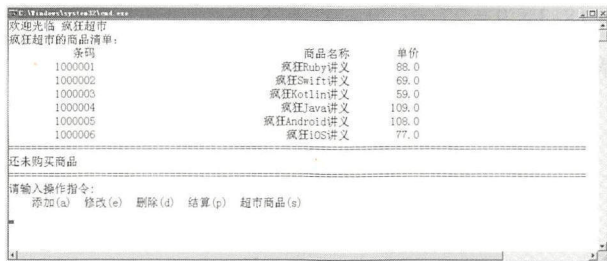 C:\Windows\system32\cmd.exe
欢迎光临 疯狂超市
疯狂超市的商品清单:
条码 商品名称 单价
1000001 疯狂Ruby讲义 88.0
1000002 疯狂Swift讲义 69.0
1000003 疯狂Kotlin讲义 59.0
1000004 疯狂Java讲义 109.0
1000005 疯狂Android讲义 108.0
1000006 疯狂iOS讲义 77.0
还未购买商品
请输入操作指令:
添加(a) 修改(e) 删除(d) 结算(p) 超市商品(s)